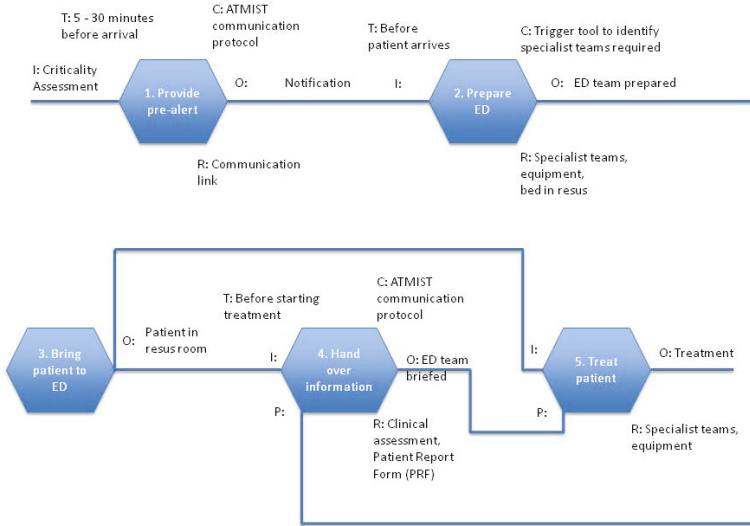 T: 5 - 30 minutes
before arrival
C: ATMIST
communication
protocol
I: Criticality
Assessment
1. Provide
pre-alert
O:
Notification
R: Communication
link
T: Before
patient arrives
I:
2. Prepare
ED
C: Trigger tool to identify
specialist teams required
O:
ED team prepared
R: Specialist teams,
equipment,
bed in resus
3. Bring
patient to
ED
O:
Patient in
resus room
T: Before starting
treatment
I:
C: ATMIST
communication
protocol
4. Hand
over
information
O: ED team
briefed
P:
R: Clinical
assessment,
Patient Report
Form (PRF)
I:
5. Treat
patient
O: Treatment
P:
R: Specialist teams,
equipment